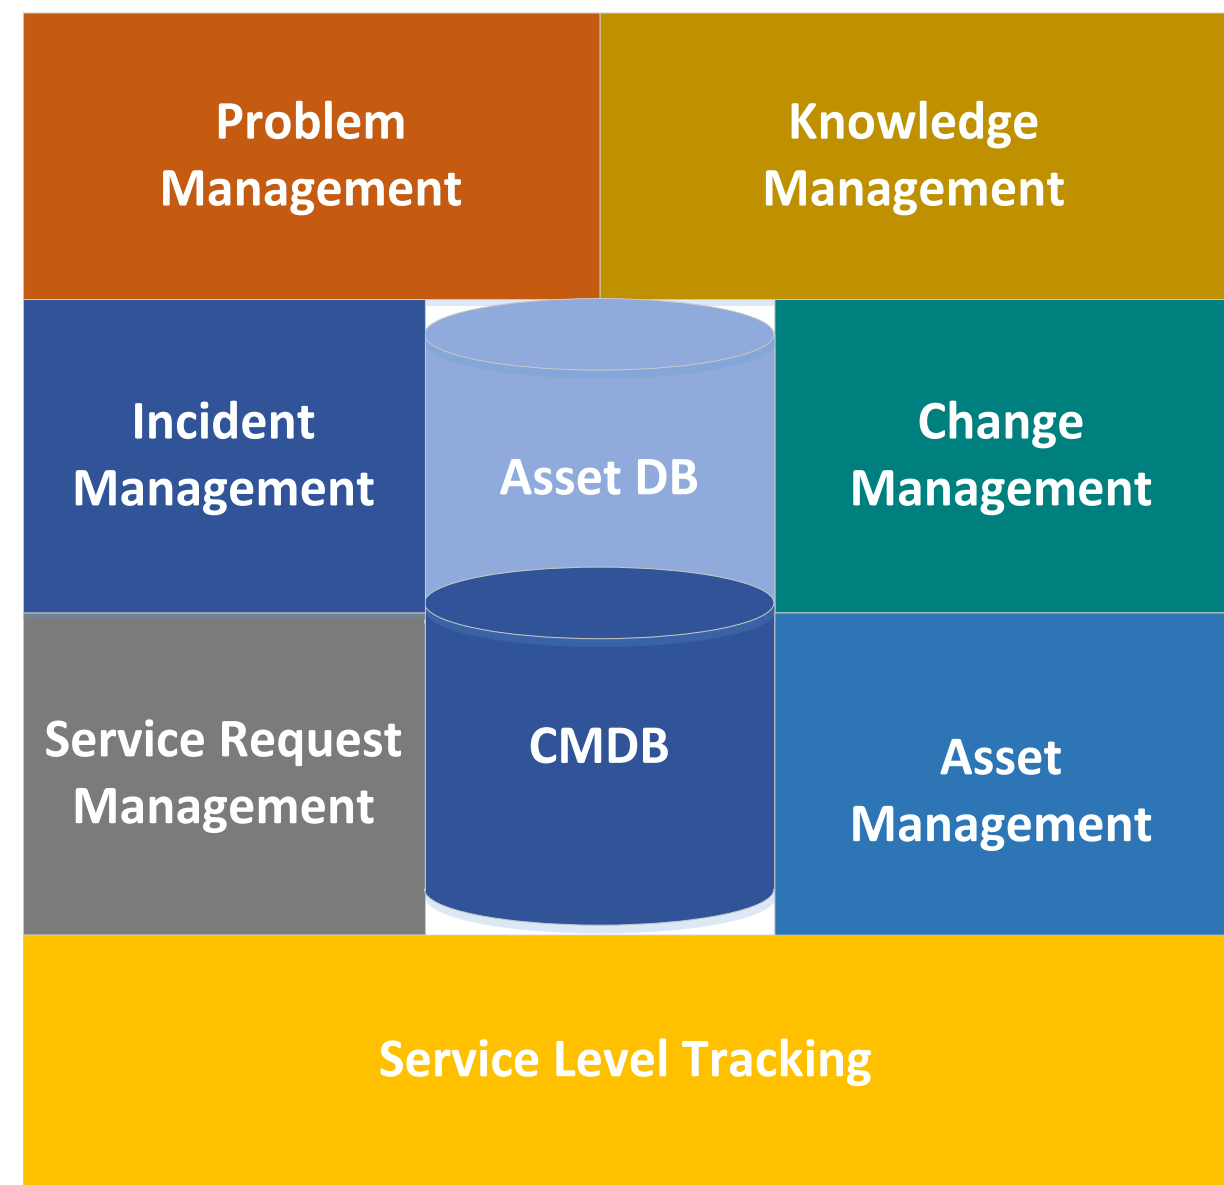 Problem
Management
Knowledge
Management
Incident
Management
Asset DB
Change
Management
Service Request
Management
CMDB
Asset
Management
Service Level Tracking